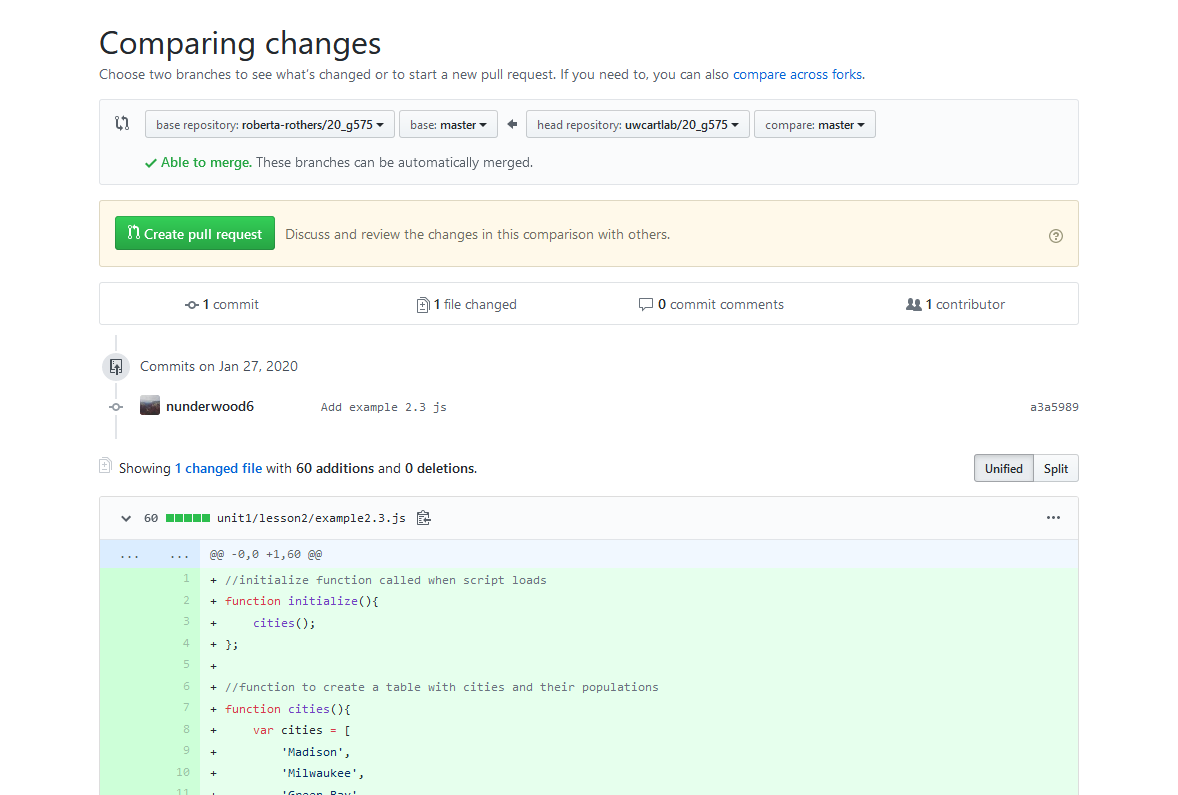 Comparing changes
Choose two branches to see what's changed or to start a new pull request. If you need to, you can also compare across forks.
base repository: roberta-rothers/20_g575 base: master head repository: uwcartlab/20_g575 compare: master
Able to merge. These branches can be automatically merged.
Create pull request Discuss and review the changes in this comparison with others.
1 commit 1 file changed 0 commit comments 1 contributor
Commits on Jan 27, 2020
nunderwood6 Add example 2.3 js a3a5989
Showing 1 changed file with 60 additions and 0 deletions.
Unified Split
60 unit1/lesson2/example2.3.js ...
... ... @@ -0,0 +1,60 @@
1 + //initialize function called when script loads
2 + function initialize(){
3 + cities();
4 + };
5 +
6 + //function to create a table with cities and their populations
7 + function cities(){
8 + var cities = [
9 + 'Madison',
10 + 'Milwaukee',
11 + 'Green Bay',